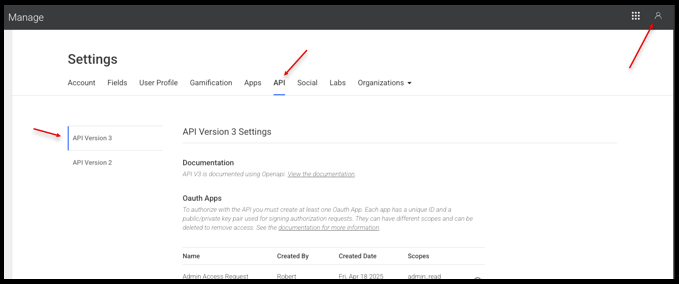 Manage
Settings
Account Fields User Profile Gamification Apps API Social Labs Organizations
API Version 3
API Version 2
API Version 3 Settings
Documentation
API V3 is documented using Openapi. View the documentation.
Oauth Apps
To authorize with the API you must create at least one Oauth App. Each app has a unique ID and a
public/private key pair used for signing authorization requests. They can have different scopes and can be
deleted to remove access. See the documentation for more information
Name Created By Created Date Scopes
Admin Access Request Robert Fri, Apr 18 2025 admin_read